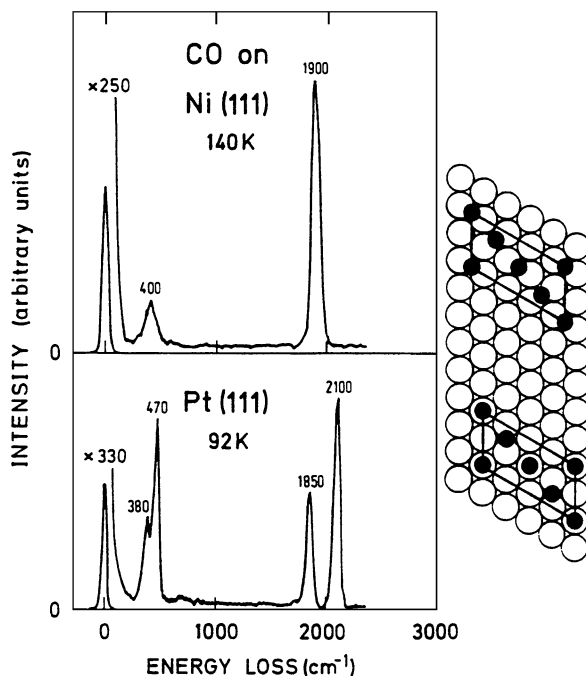 CO on
×250
Ni (111)
140K
1900
400
0
Pt (111)
92K
2100
470
×330
380
1850
0
0
1000
2000
3000
ENERGY LOSS (cm⁻¹)
INTENSITY (arbitrary units)